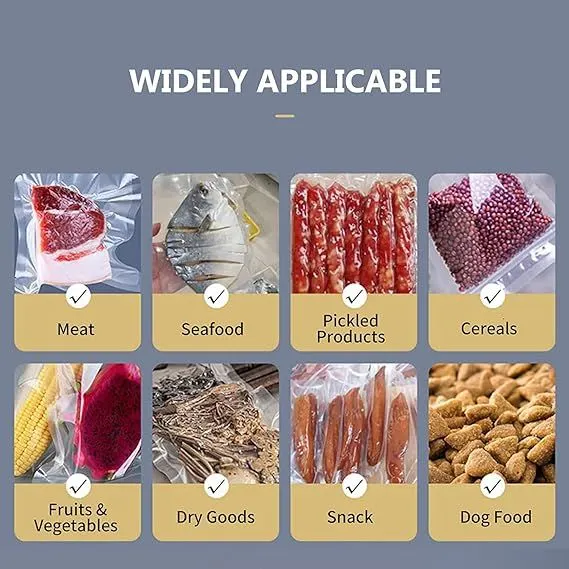 WIDELY APPLICABLE
Meat
Seafood
Pickled
Products
Cereals
Fruits &
Vegetables
Dry Goods
Snack
Dog Food